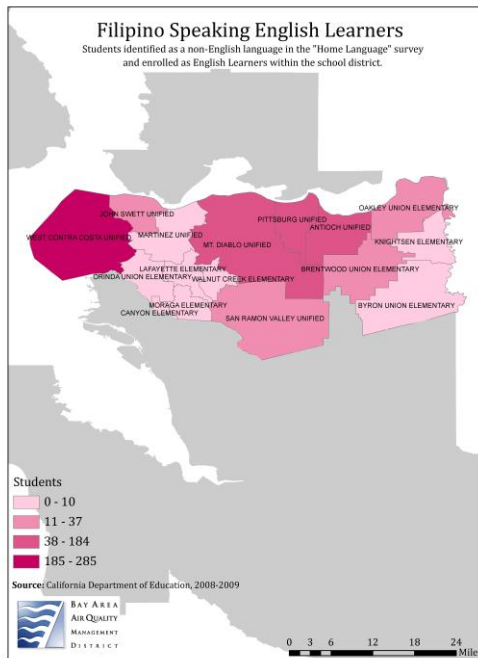 Filipino Speaking English Learners
Students identified as a non-English language in the "Home Language" survey
and enrolled as English Learners within the school district.
OAKLEY UNION ELEMENTARY
JOHN SWETT UNIFIED
PITTSBURG UNIFIED
ANTIOCH UNIFIED
WEST CONTRA COSTA UNIFIED
MARTINEZ UNIFIED
MT. DIABLO UNIFIED
KNIGHTSEN ELEMENTARY
LAFAYETTE ELEMENTARY
BRENTWOOD UNION ELEMENTARY
ORINDA UNION ELEMENTARY
WALNUT CREEK ELEMENTARY
MORAGA ELEMENTARY
BYRON UNION ELEMENTARY
CANYON ELEMENTARY
SAN RAMON VALLEY UNIFIED
Students
0 - 10
11 - 37
38 - 184
185 - 285
Source: California Department of Education, 2008-2009
BAY AREA
AIR QUALITY
MANAGEMENT
DISTRICT
0 3 6 12 18 24
Mile